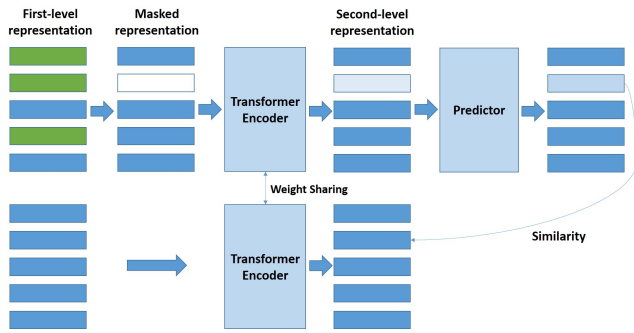 First-level
representation
Masked
representation
Second-level
representation
Transformer
Encoder
Predictor
Weight Sharing
Transformer
Encoder
Similarity